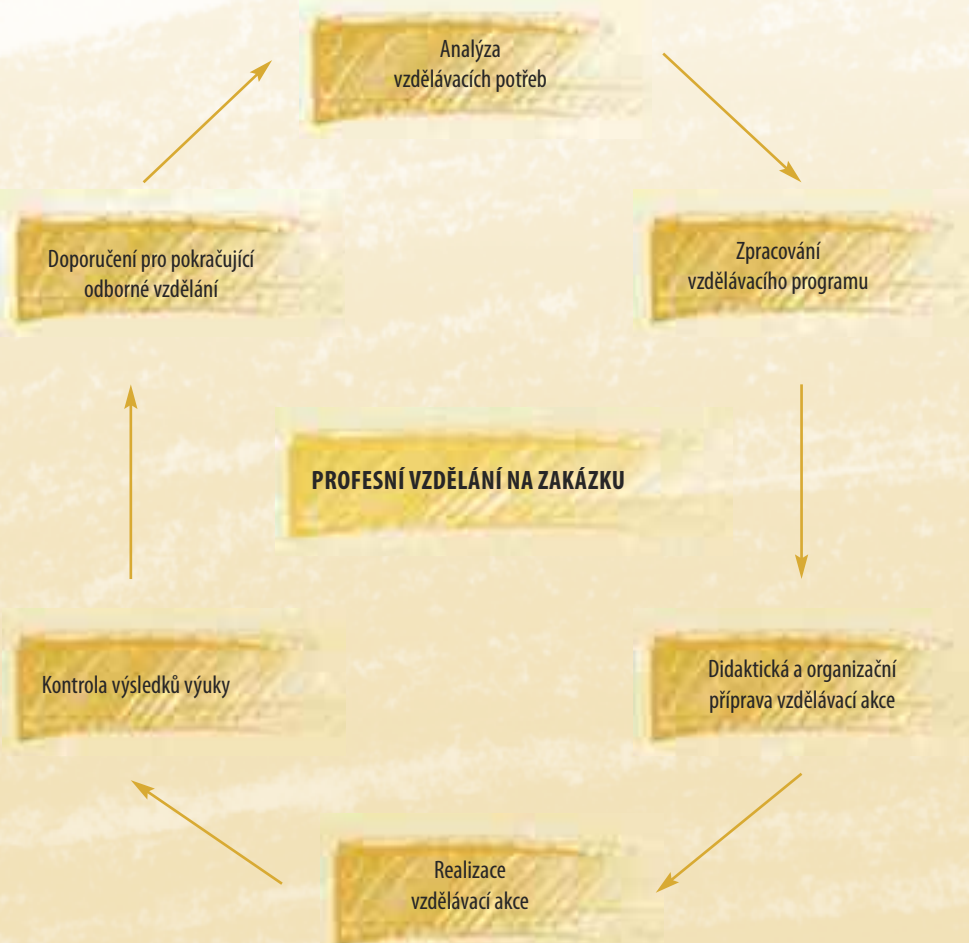 Analýza
vzdělávacích potřeb
Doporučení pro pokračující
odborné vzdělání
Zpracování
vzdělávacího programu
PROFESNÍ VZDĚLÁNÍ NA ZAKÁZKU
Kontrola výsledků výuky
Didaktická a organizační
příprava vzdělávací akce
Realizace
vzdělávací akce